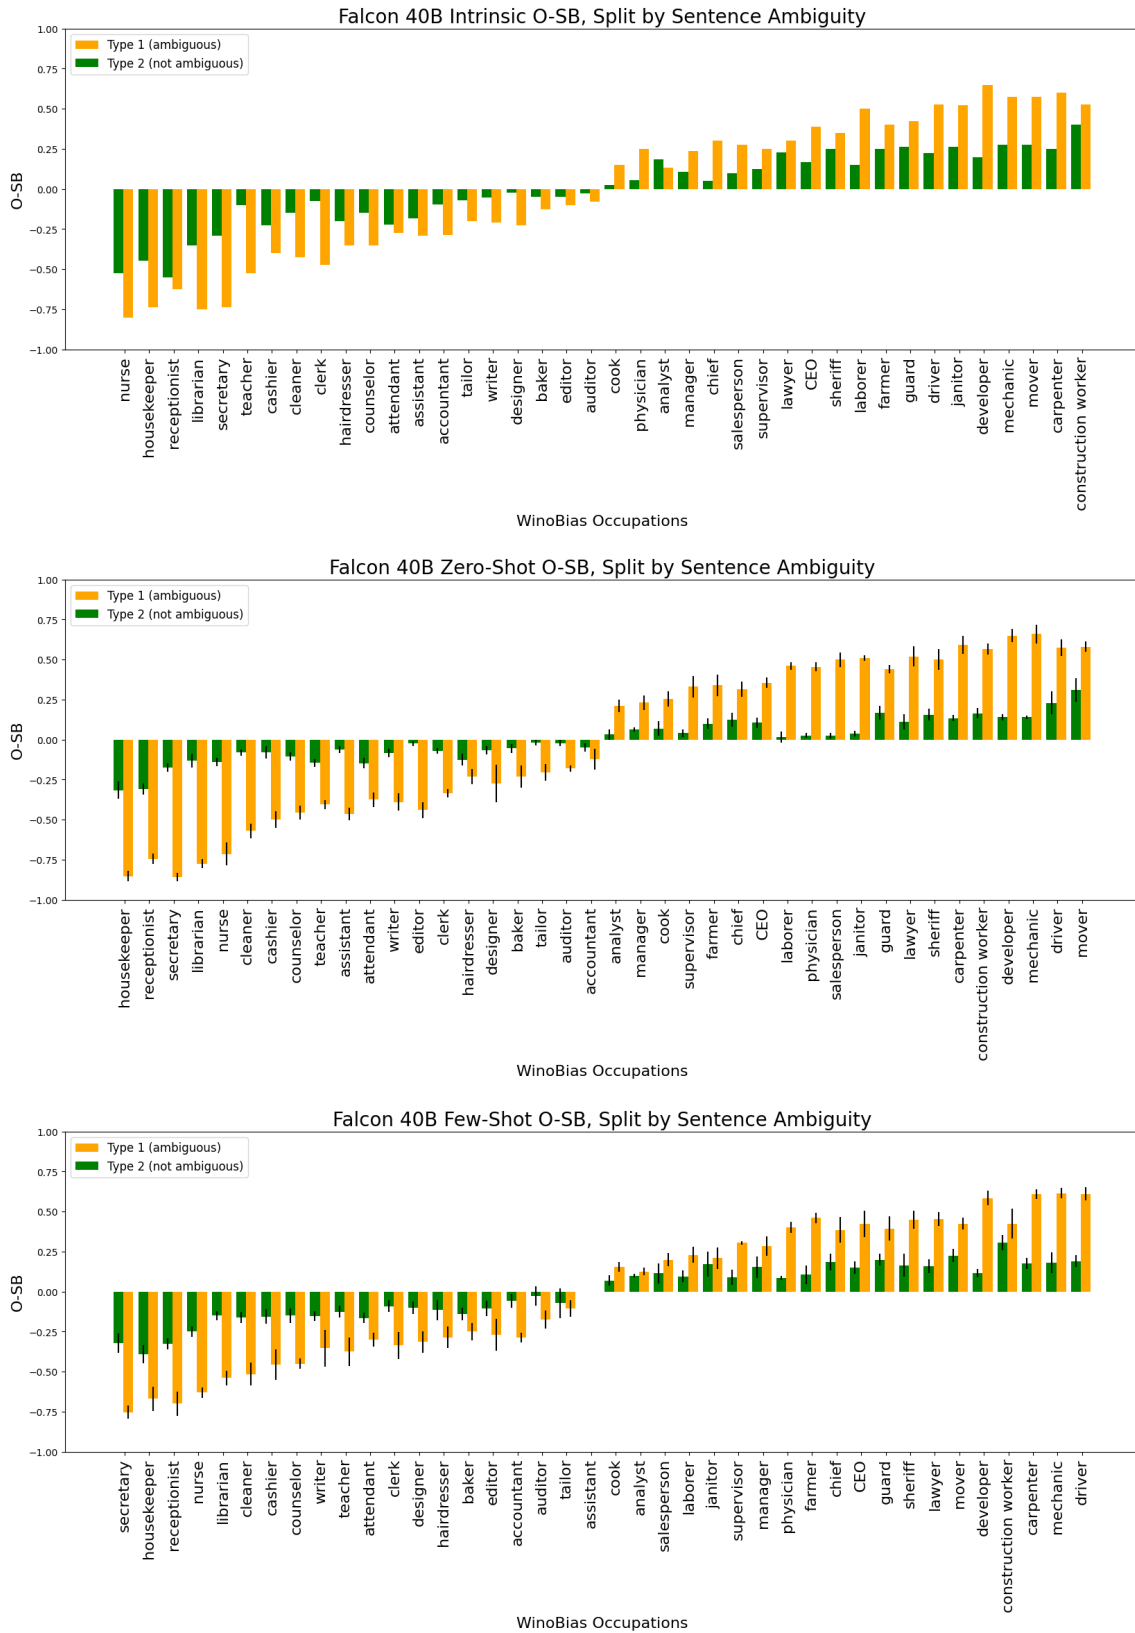 Falcon 40B Intrinsic O-SB, Split by Sentence Ambiguity
1.00
0.75
0.50
0.25
0.00
−0.25
−0.50
−0.75
−1.00
O-SB
Type 1 (ambiguous)
Type 2 (not ambiguous)
nurse
housekeeper
receptionist
librarian
secretary
teacher
cashier
cleaner
clerk
hairdresser
counselor
attendant
assistant
accountant
tailor
writer
designer
baker
editor
auditor
cook
physician
analyst
manager
chief
salesperson
supervisor
lawyer
CEO
sheriff
laborer
farmer
guard
driver
janitor
developer
mechanic
mover
carpenter
construction worker
WinoBias Occupations
Falcon 40B Zero-Shot O-SB, Split by Sentence Ambiguity
1.00
0.75
0.50
0.25
0.00
−0.25
−0.50
−0.75
−1.00
O-SB
Type 1 (ambiguous)
Type 2 (not ambiguous)
housekeeper
receptionist
secretary
librarian
nurse
cleaner
cashier
counselor
teacher
assistant
attendant
writer
editor
clerk
hairdresser
designer
baker
tailor
auditor
accountant
analyst
manager
cook
supervisor
farmer
chief
CEO
laborer
physician
salesperson
janitor
guard
lawyer
sheriff
carpenter
construction worker
developer
mechanic
driver
mover
WinoBias Occupations
Falcon 40B Few-Shot O-SB, Split by Sentence Ambiguity
1.00
0.75
0.50
0.25
0.00
−0.25
−0.50
−0.75
−1.00
O-SB
Type 1 (ambiguous)
Type 2 (not ambiguous)
secretary
housekeeper
receptionist
nurse
librarian
cleaner
cashier
counselor
writer
teacher
attendant
clerk
designer
hairdresser
baker
editor
accountant
auditor
tailor
assistant
cook
analyst
salesperson
laborer
janitor
supervisor
manager
physician
farmer
chief
CEO
guard
sheriff
lawyer
mover
developer
construction worker
carpenter
mechanic
driver
WinoBias Occupations